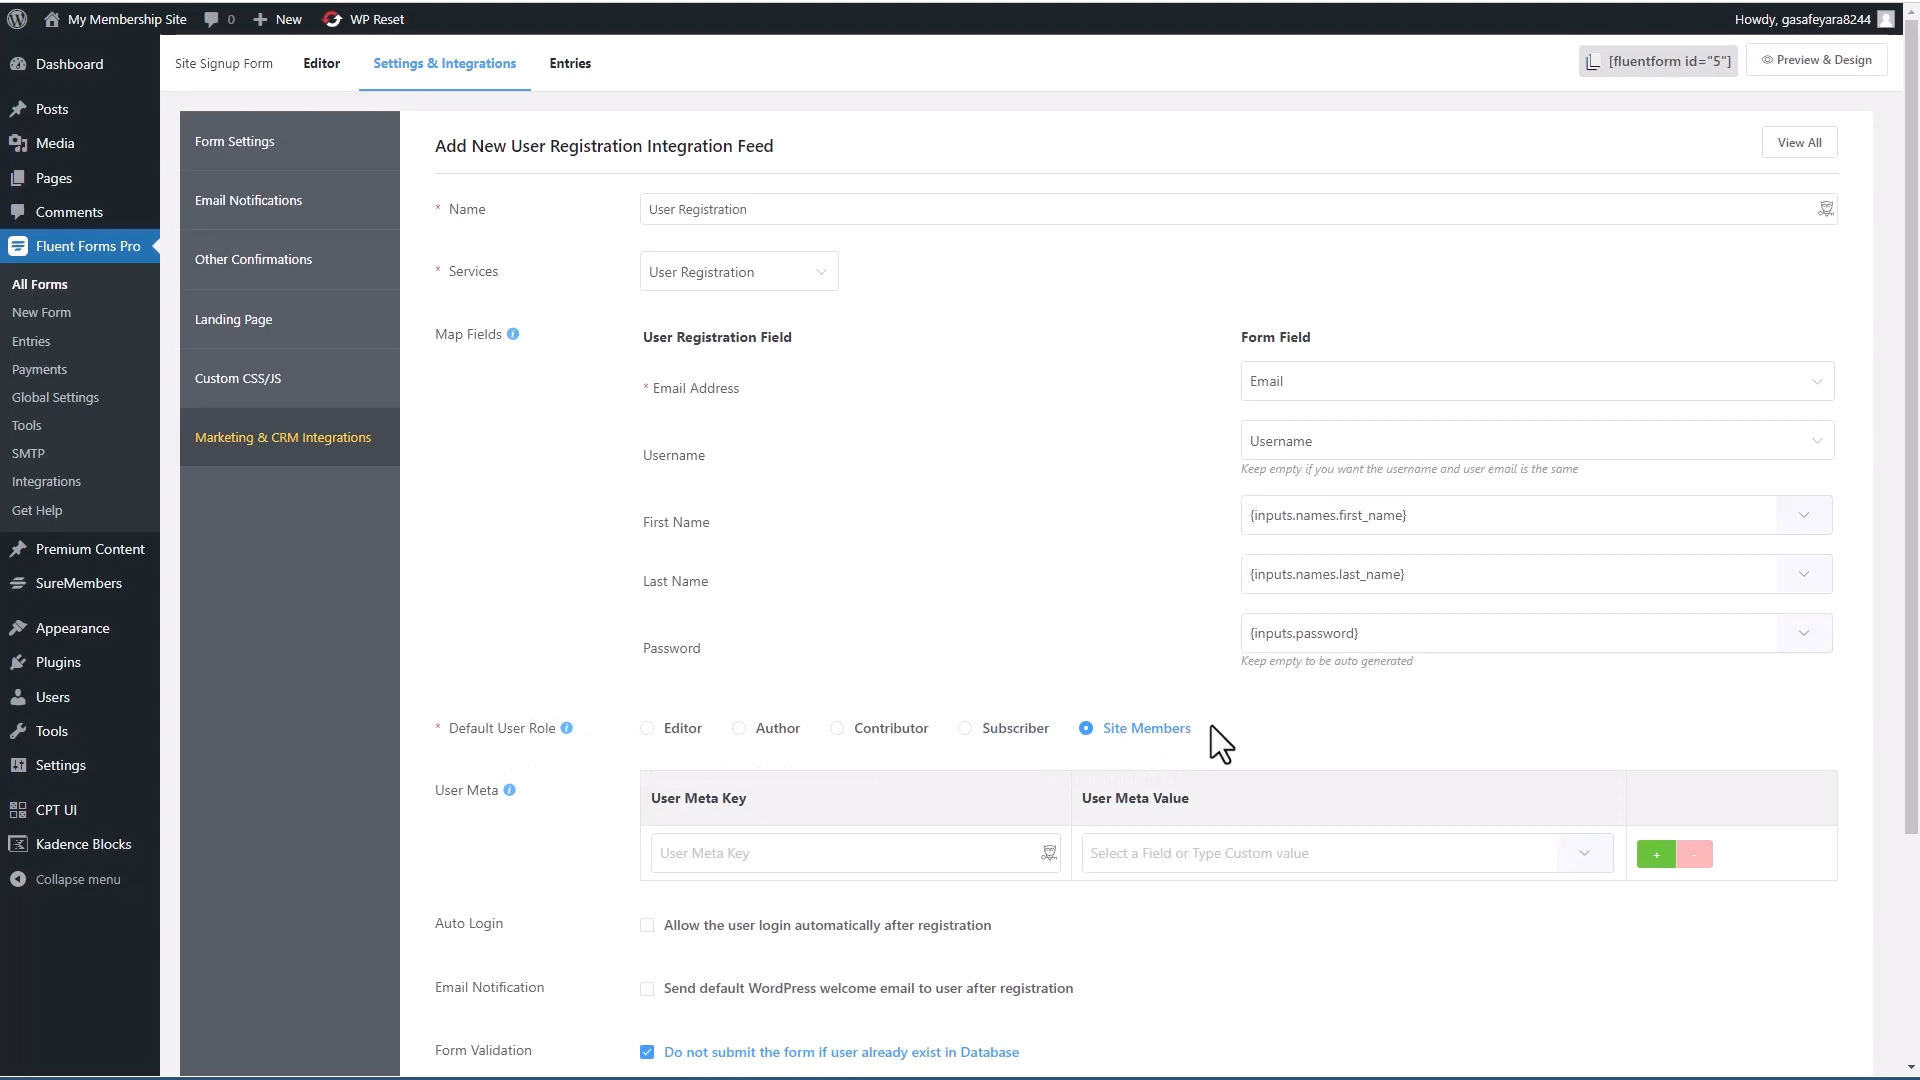 My Membership Site 0 New WP Reset Howdy, gasafeyara8244
Dashboard
Posts
Media
Pages
Comments
Fluent Forms Pro
All Forms
New Form
Entries
Payments
Global Settings
Tools
SMTP
Integrations
Get Help
Premium Content
SureMembers
Appearance
Plugins
Users
Tools
Settings
CPT UI
Kadence Blocks
Collapse menu
Site Signup Form Editor Settings & Integrations Entries [fluentform id="5"] Preview & Design
Form Settings
Email Notifications
Other Confirmations
Landing Page
Custom CSS/JS
Marketing & CRM Integrations
Add New User Registration Integration Feed View All
* Name User Registration
* Services User Registration
Map Fields User Registration Field Form Field
* Email Address Email
Username Username
Keep empty if you want the username and user email is the same
First Name {inputs.names.first_name}
Last Name {inputs.names.last_name}
Password {inputs.password}
Keep empty to be auto generated
* Default User Role Editor Author Contributor Subscriber Site Members
User Meta User Meta Key User Meta Value
User Meta Key Select a Field or Type Custom value + -
Auto Login Allow the user login automatically after registration
Email Notification Send default WordPress welcome email to user after registration
Form Validation Do not submit the form if user already exist in Database